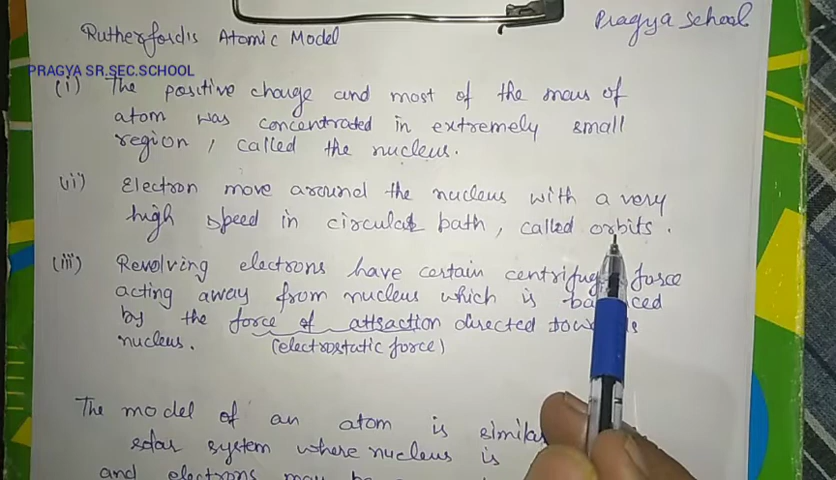 Pragya School
Rutherfords Atomic Model
PRAGYA SR.SEC.SCHOOL
(i) The positive charge and most of the mass of
atom was concentrated in extremely small
region, called the nucleus.
(ii) Electron move around the nucleus with a very
high speed in circular path, called orbits.
(iii) Revolving electrons have certain force
acting away from nucleus which is
by the force of attraction directed
nucleus. (electrostatic force)
The model of an atom is similar
solar system where nucleus is
and electrons may be